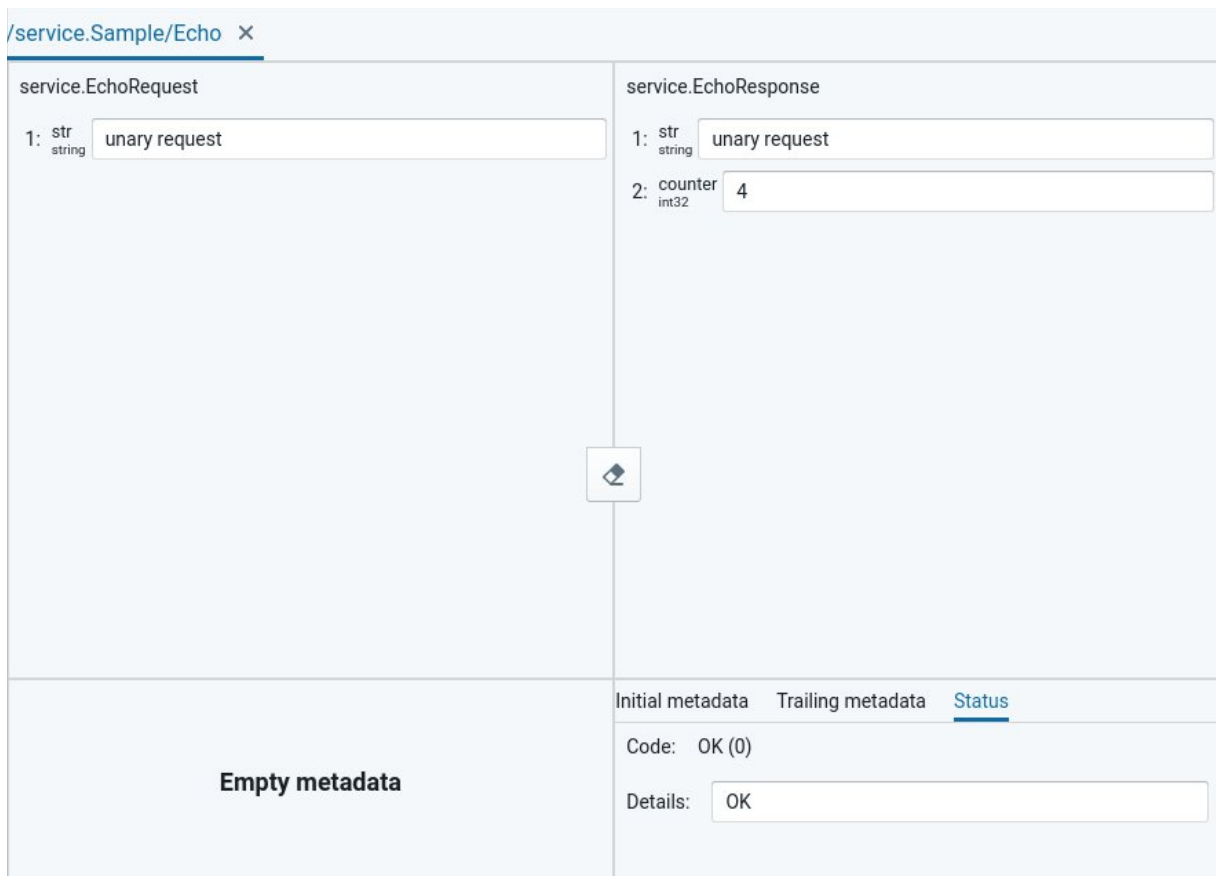 /service.Sample/Echo ×
service.EchoRequest
1: str string unary request
service.EchoResponse
1: str string unary request
2: counter int32 4
Empty metadata
Initial metadata Trailing metadata Status
Code: OK (0)
Details: OK